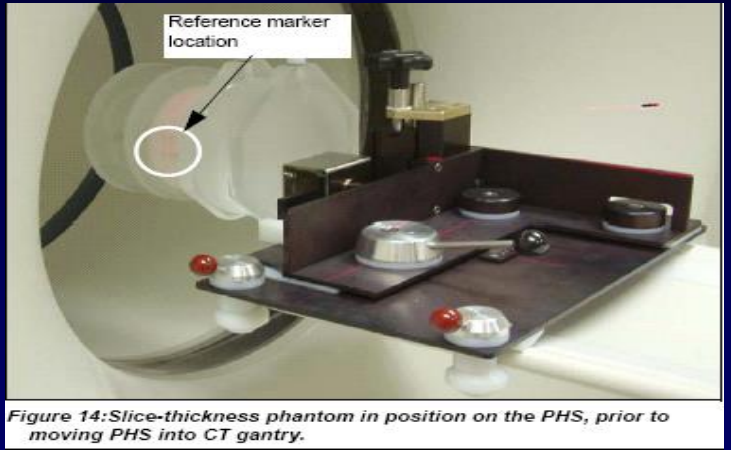 Reference marker
location
Figure 14:Slice-thickness phantom in position on the PHS, prior to
moving PHS into CT gantry.